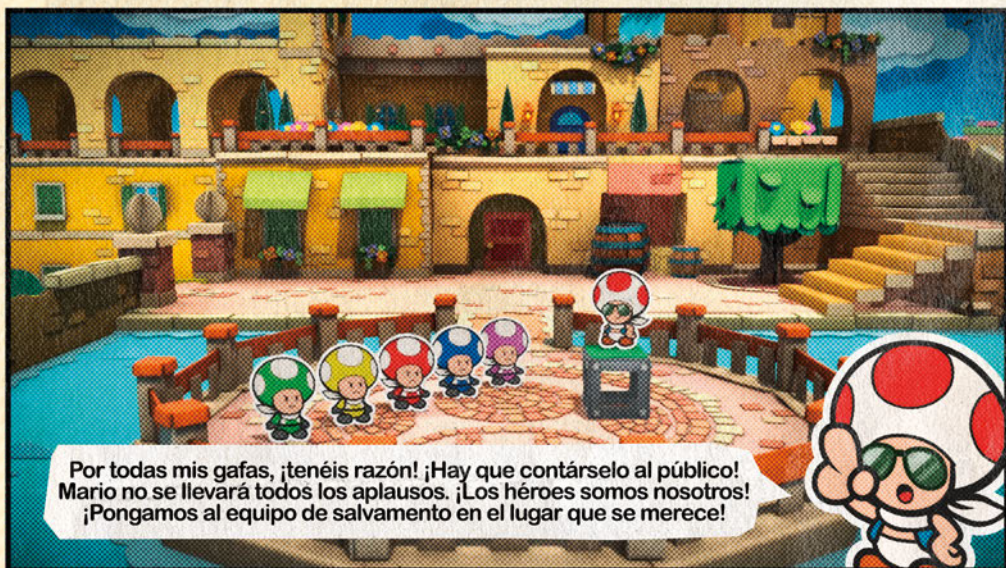 Por todas mis gafas, ¡tenéis razón! ¡Hay que contárselo al público!
Mario no se llevará todos los aplausos. ¡Los héroes somos nosotros!
¡Pongamos al equipo de salvamento en el lugar que se merece!